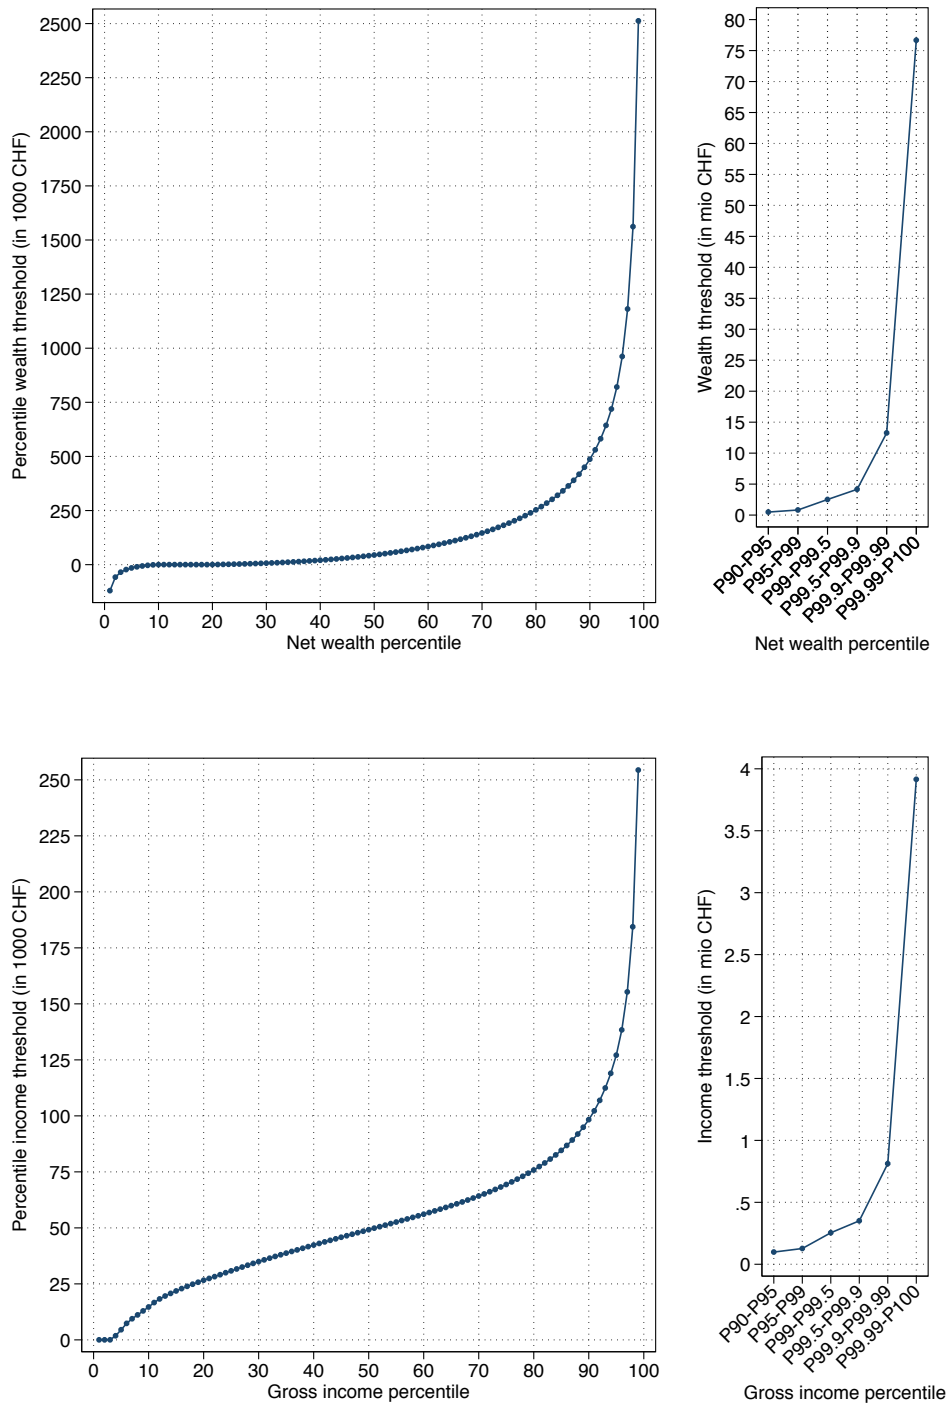 Percentile wealth threshold (in 1000 CHF)
2500
2250
2000
1750
1500
1250
1000
750
500
250
0
0 10 20 30 40 50 60 70 80 90 100
Net wealth percentile
Wealth threshold (in mio CHF)
80
75
70
65
60
55
50
45
40
35
30
25
20
15
10
5
0
P90-P95
P95-P99
P99-P99.5
P99.5-P99.9
P99.9-P99.99
P99.99-P100
Net wealth percentile
Percentile income threshold (in 1000 CHF)
250
225
200
175
150
125
100
75
50
25
0
0 10 20 30 40 50 60 70 80 90 100
Gross income percentile
Income threshold (in mio CHF)
4
3.5
3
2.5
2
1.5
1
.5
0
P90-P95
P95-P99
P99-P99.5
P99.5-P99.9
P99.9-P99.99
P99.99-P100
Gross income percentile